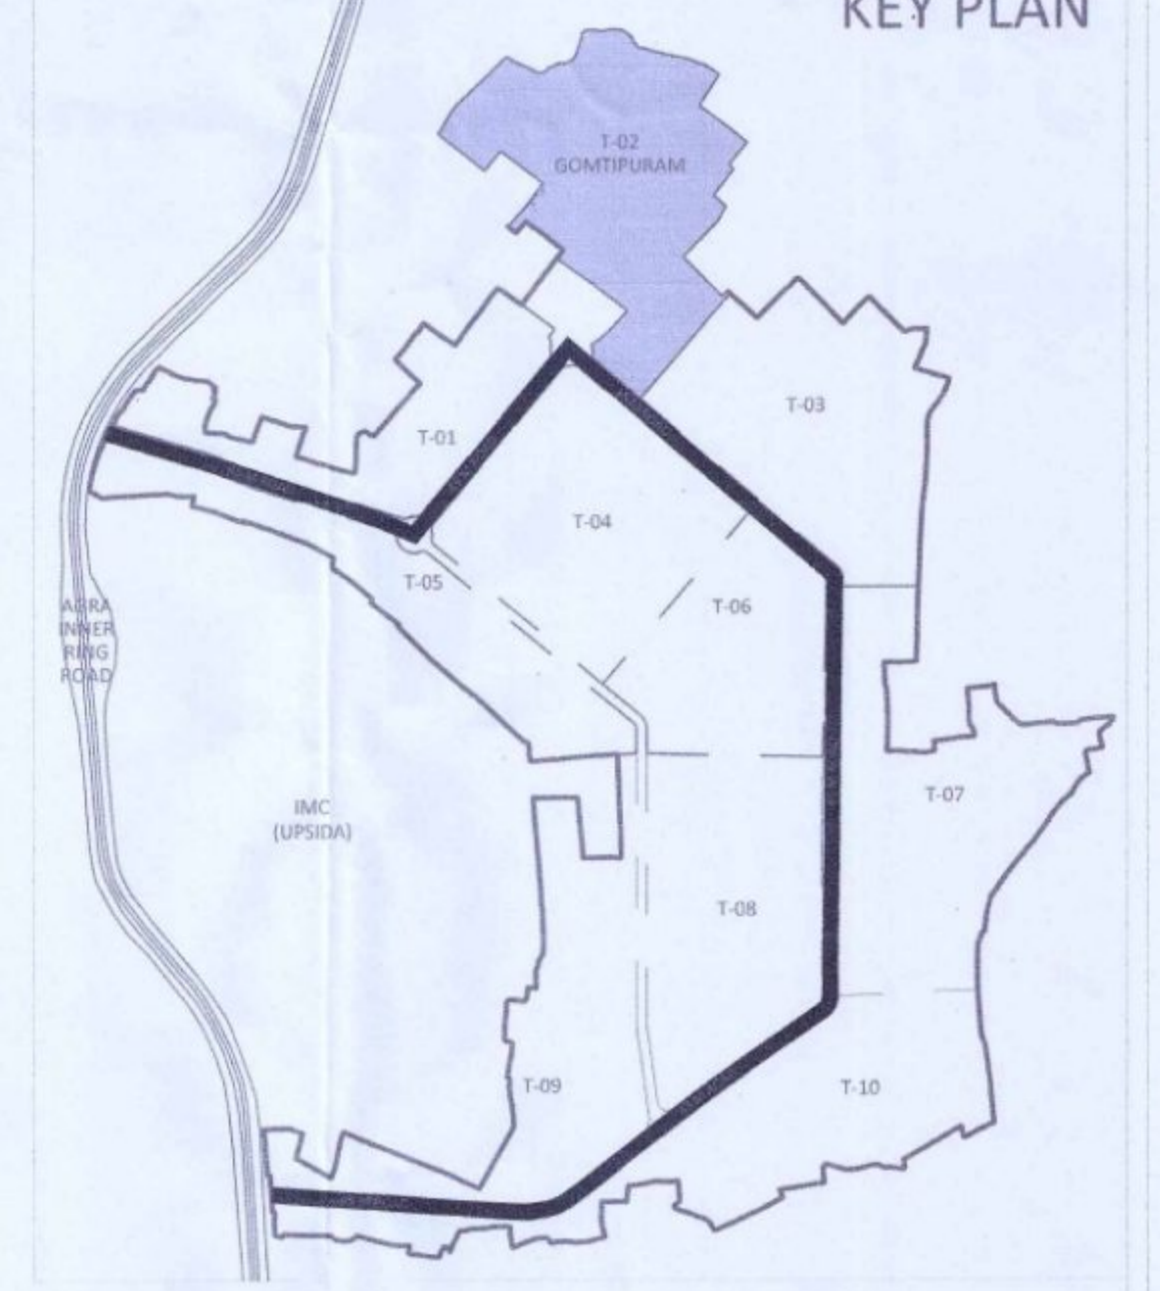 KEY PLAN
T-02
GOMTIPURAM
T-03
T-01
T-04
T-05
T-06
AGRA
INNER
RING
ROAD
T-07
IMC
(UPSIDA)
T-08
T-09
T-10